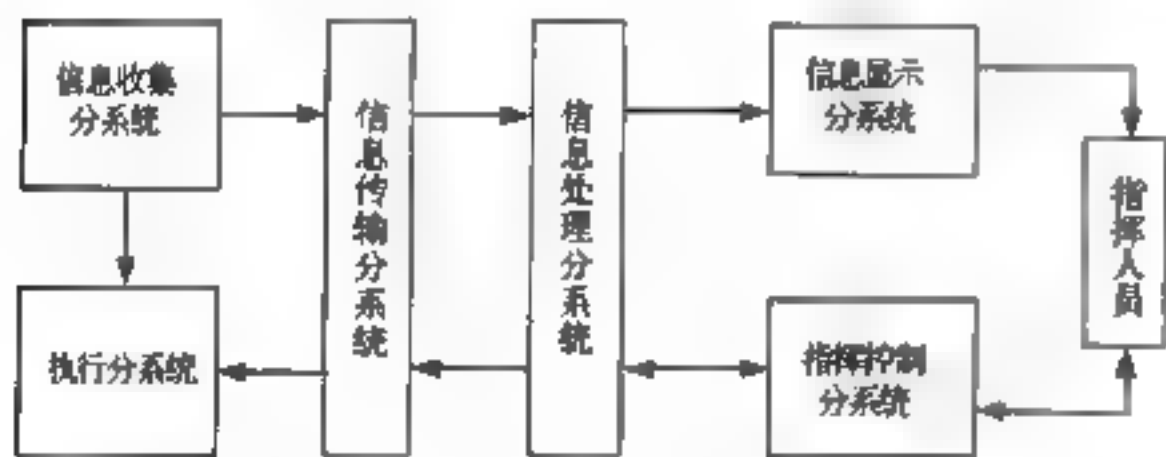 信息收集
分系统
信息传输分系统
信息处理分系统
信息显示
分系统
指挥人员
执行分系统
指挥控制
分系统